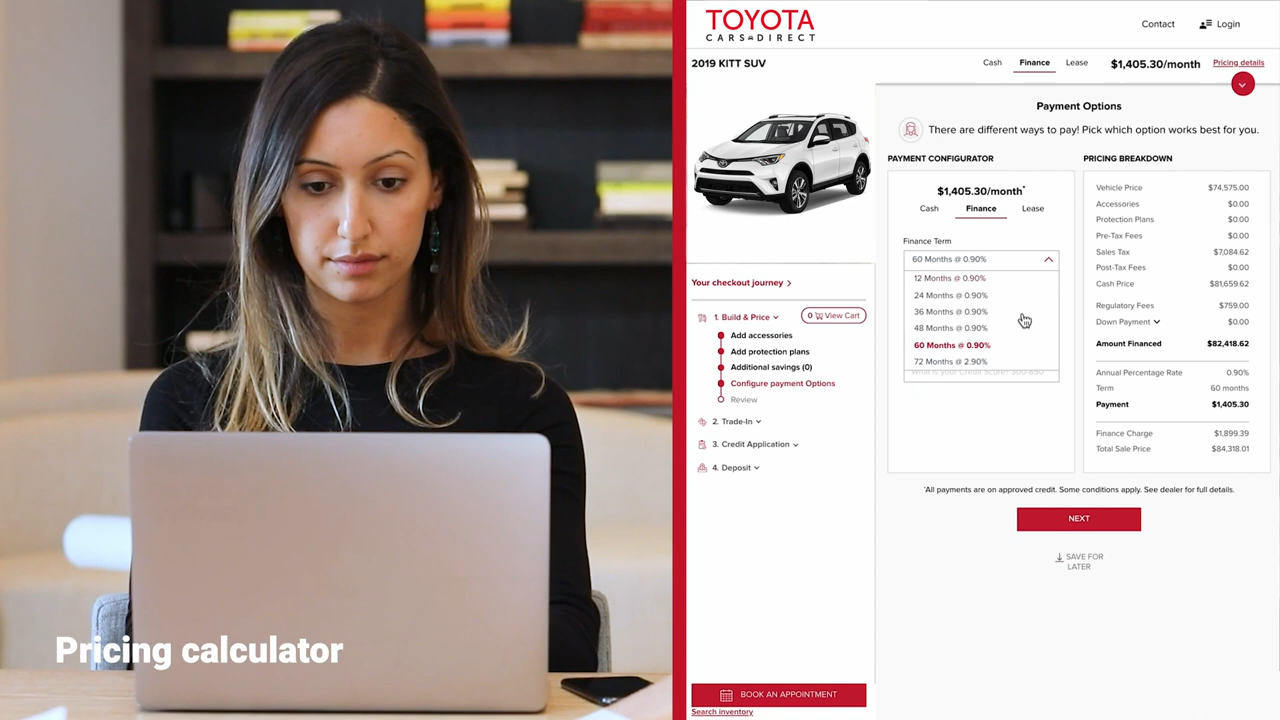 Pricing calculator
TOYOTA
CARS DIRECT
Contact
Login
2019 KITT SUV
Cash
Finance
Lease
$1,405.30/month
Pricing details
Payment Options
There are different ways to pay! Pick which option works best for you.
PAYMENT CONFIGURATOR
$1,405.30/month*
Cash
Finance
Lease
Finance Term
60 Months @ 0.90%
12 Months @ 0.90%
24 Months @ 0.90%
36 Months @ 0.90%
48 Months @ 0.90%
60 Months @ 0.90%
72 Months @ 2.90%
What is your Credit Score? 300-850
PRICING BREAKDOWN
Vehicle Price $74,575.00
Accessories $0.00
Protection Plans $0.00
Pre-Tax Fees $0.00
Sales Tax $7,084.62
Post-Tax Fees $0.00
Cash Price $81,659.62
Regulatory Fees $759.00
Down Payment $0.00
Amount Financed $82,418.62
Annual Percentage Rate 0.90%
Term 60 months
Payment $1,405.30
Finance Charge $1,899.39
Total Sale Price $84,318.01
*All payments are on approved credit. Some conditions apply. See dealer for full details.
NEXT
SAVE FOR
LATER
Your checkout journey
1. Build & Price
0 View Cart
Add accessories
Add protection plans
Additional savings (0)
Configure payment Options
Review
2. Trade-In
3. Credit Application
4. Deposit
BOOK AN APPOINTMENT
Search inventory